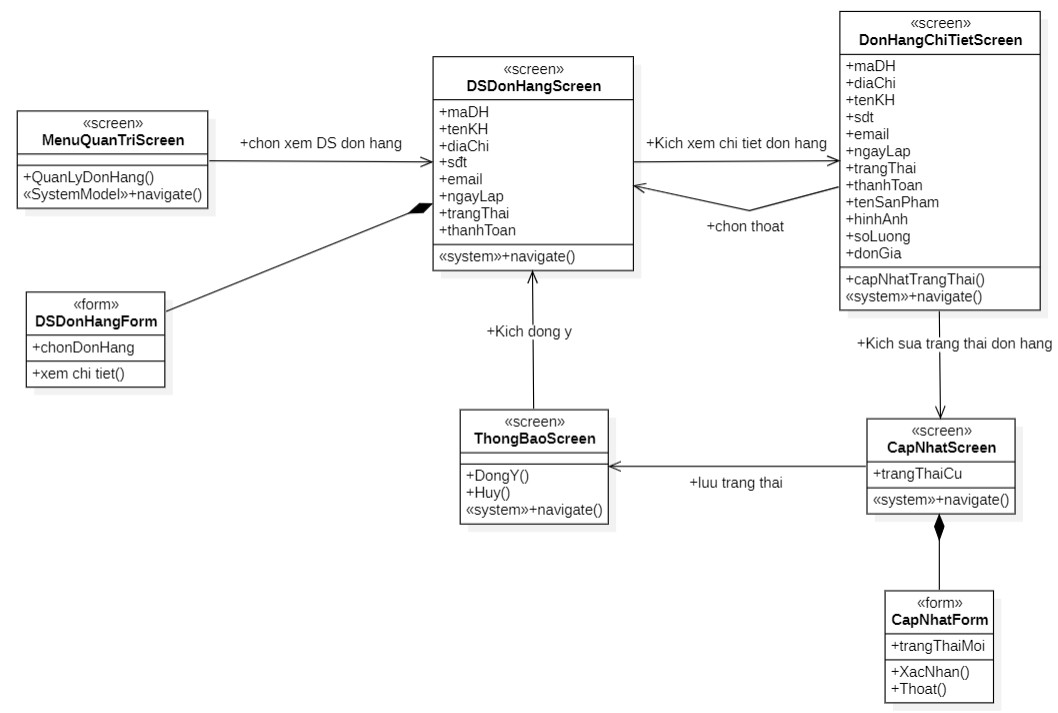 «screen»
MenuQuanTriScreen
+QuanLyDonHang()
«SystemModel»+navigate()
+chon xem DS don hang
«screen»
DSDonHangScreen
+maDH
+tenKH
+diaChi
+sđt
+email
+ngayLap
+trangThai
+thanhToan
«system»+navigate()
+Kich xem chi tiet don hang
+chon thoat
«screen»
DonHangChiTietScreen
+maDH
+diaChi
+tenKH
+sdt
+email
+ngayLap
+trangThai
+thanhToan
+tenSanPham
+hinhAnh
+soLuong
+donGia
+capNhatTrangThai()
«system»+navigate()
«form»
DSDonHangForm
+chonDonHang
+xem chi tiet()
+Kich dong y
+Kich sua trang thai don hang
«screen»
ThongBaoScreen
+DongY()
+Huy()
«system»+navigate()
+luu trang thai
«screen»
CapNhatScreen
+trangThaiCu
«system»+navigate()
«form»
CapNhatForm
+trangThaiMoi
+XacNhan()
+Thoat()